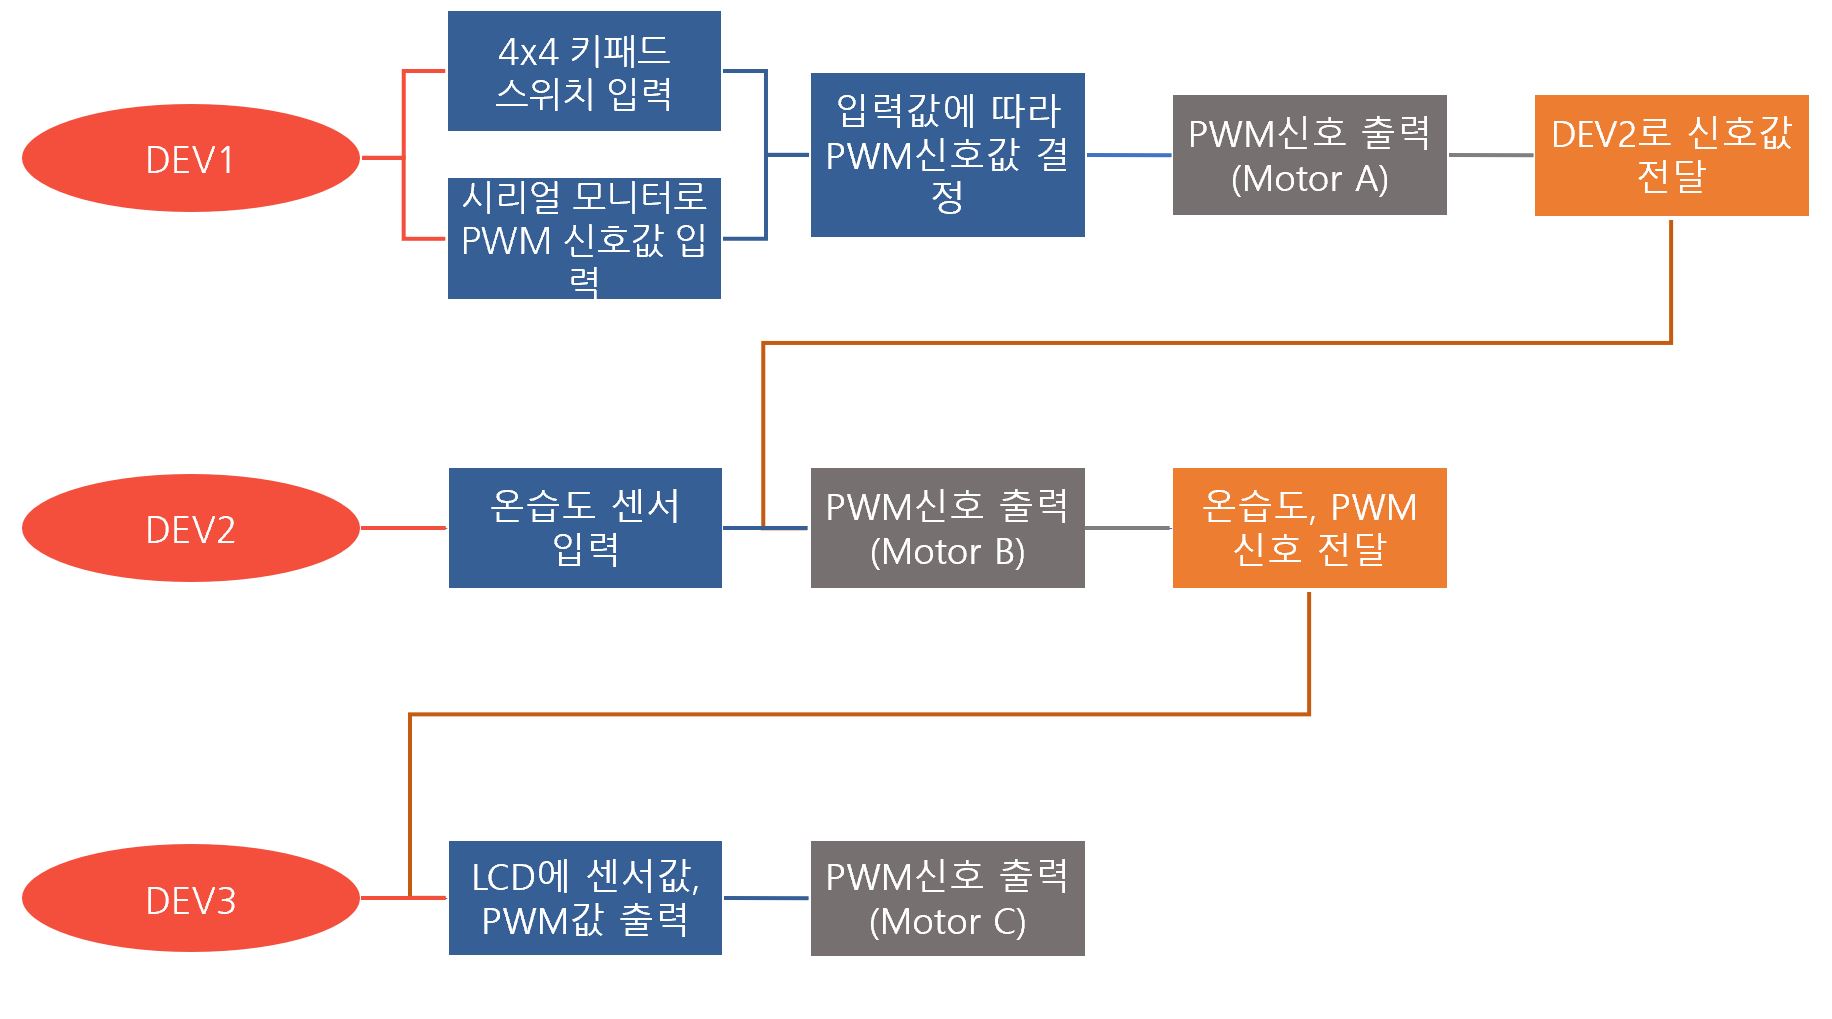 DEV1
4x4 키패드
스위치 입력
시리얼 모니터로
PWM 신호값 입
력
입력값에 따라
PWM신호값 결
정
PWM신호 출력
(Motor A)
DEV2로 신호값
전달
DEV2
온습도 센서
입력
PWM신호 출력
(Motor B)
온습도, PWM
신호 전달
DEV3
LCD에 센서값,
PWM값 출력
PWM신호 출력
(Motor C)